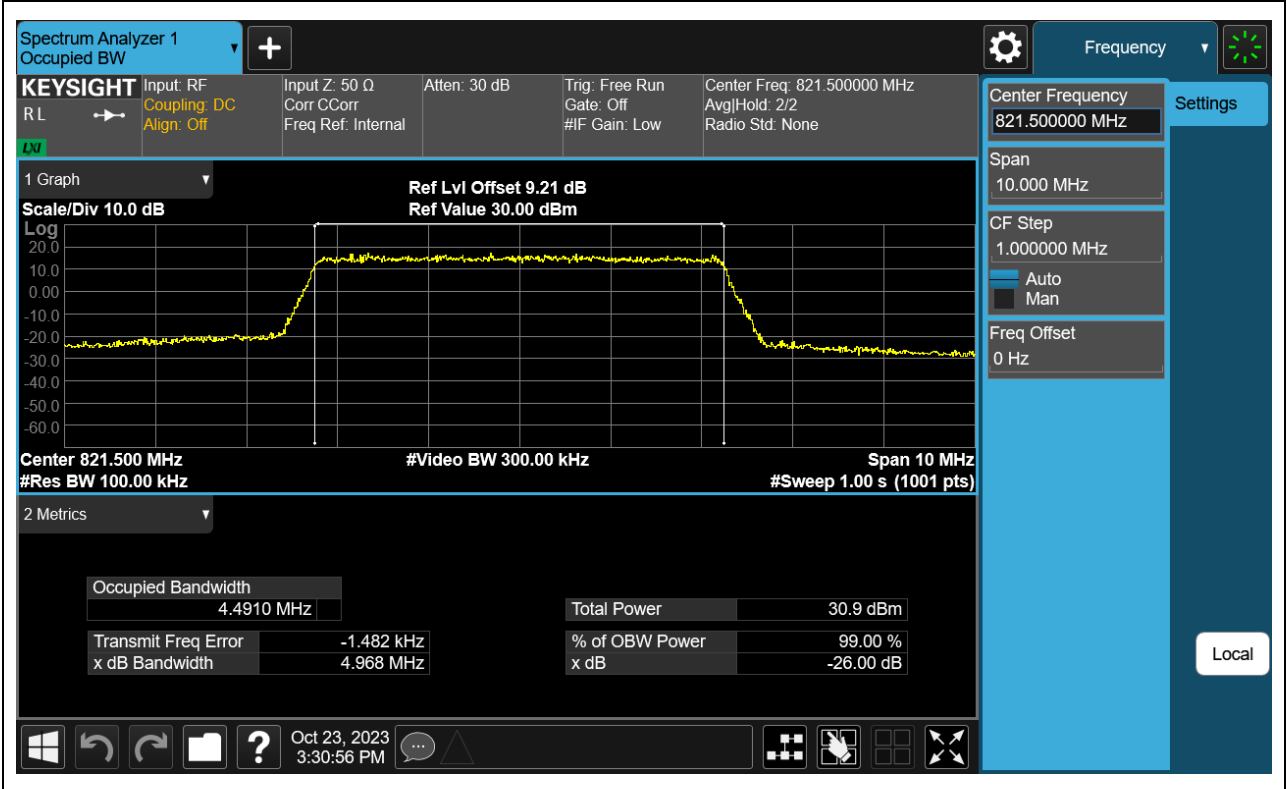 Spectrum Analyzer 1
Occupied BW
+
Frequency
KEYSIGHT
R L
LXI
Input: RF
Coupling: DC
Align: Off
Input Z: 50 Ω
Corr CCorr
Freq Ref: Internal
Atten: 30 dB
Trig: Free Run
Gate: Off
#IF Gain: Low
Center Freq: 821.500000 MHz
Avg|Hold: 2/2
Radio Std: None
Center Frequency
821.500000 MHz
Settings
Span
10.000 MHz
CF Step
1.000000 MHz
Auto
Man
Freq Offset
0 Hz
Local
1 Graph
Ref Lvl Offset 9.21 dB
Scale/Div 10.0 dB
Ref Value 30.00 dBm
Log
20.0
10.0
0.00
-10.0
-20.0
-30.0
-40.0
-50.0
-60.0
Center 821.500 MHz
#Video BW 300.00 kHz
Span 10 MHz
#Res BW 100.00 kHz
#Sweep 1.00 s (1001 pts)
2 Metrics
Occupied Bandwidth
4.4910 MHz
Total Power 30.9 dBm
Transmit Freq Error -1.482 kHz
% of OBW Power 99.00 %
x dB Bandwidth 4.968 MHz
x dB -26.00 dB
?
Oct 23, 2023
3:30:56 PM